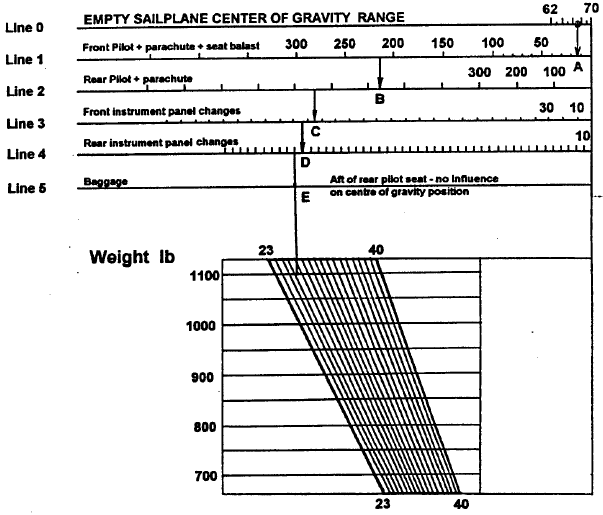 EMPTY SAILPLANE CENTER OF GRAVITY RANGE 62 70
Line 0
Front Pilot + parachute + seat balast 300 250 200 150 100 50
Line 1 A
Rear Pilot + parachute 300 200 100
Line 2 B
Front instrument panel changes 30 10
Line 3 C
Rear instrument panel changes 10
Line 4 D
Baggage Aft of rear pilot seat - no influence
Line 5 E on centre of gravity position
Weight lb 23 40
1100
1000
900
800
700
23 40